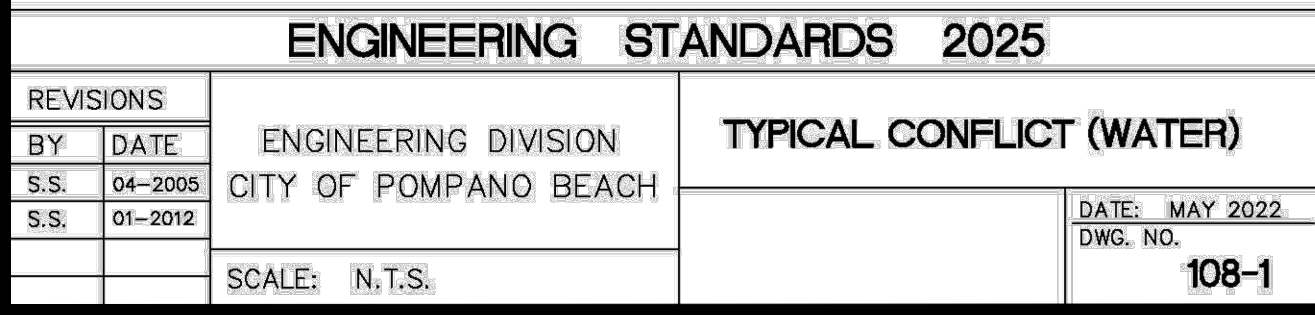 ENGINEERING STANDARDS 2025
REVISIONS
BY DATE
S.S. 04-2005
S.S. 01-2012
ENGINEERING DIVISION
CITY OF POMPANO BEACH
SCALE: N.T.S.
TYPICAL CONFLICT (WATER)
DATE: MAY 2022
DWG. NO.
108-1